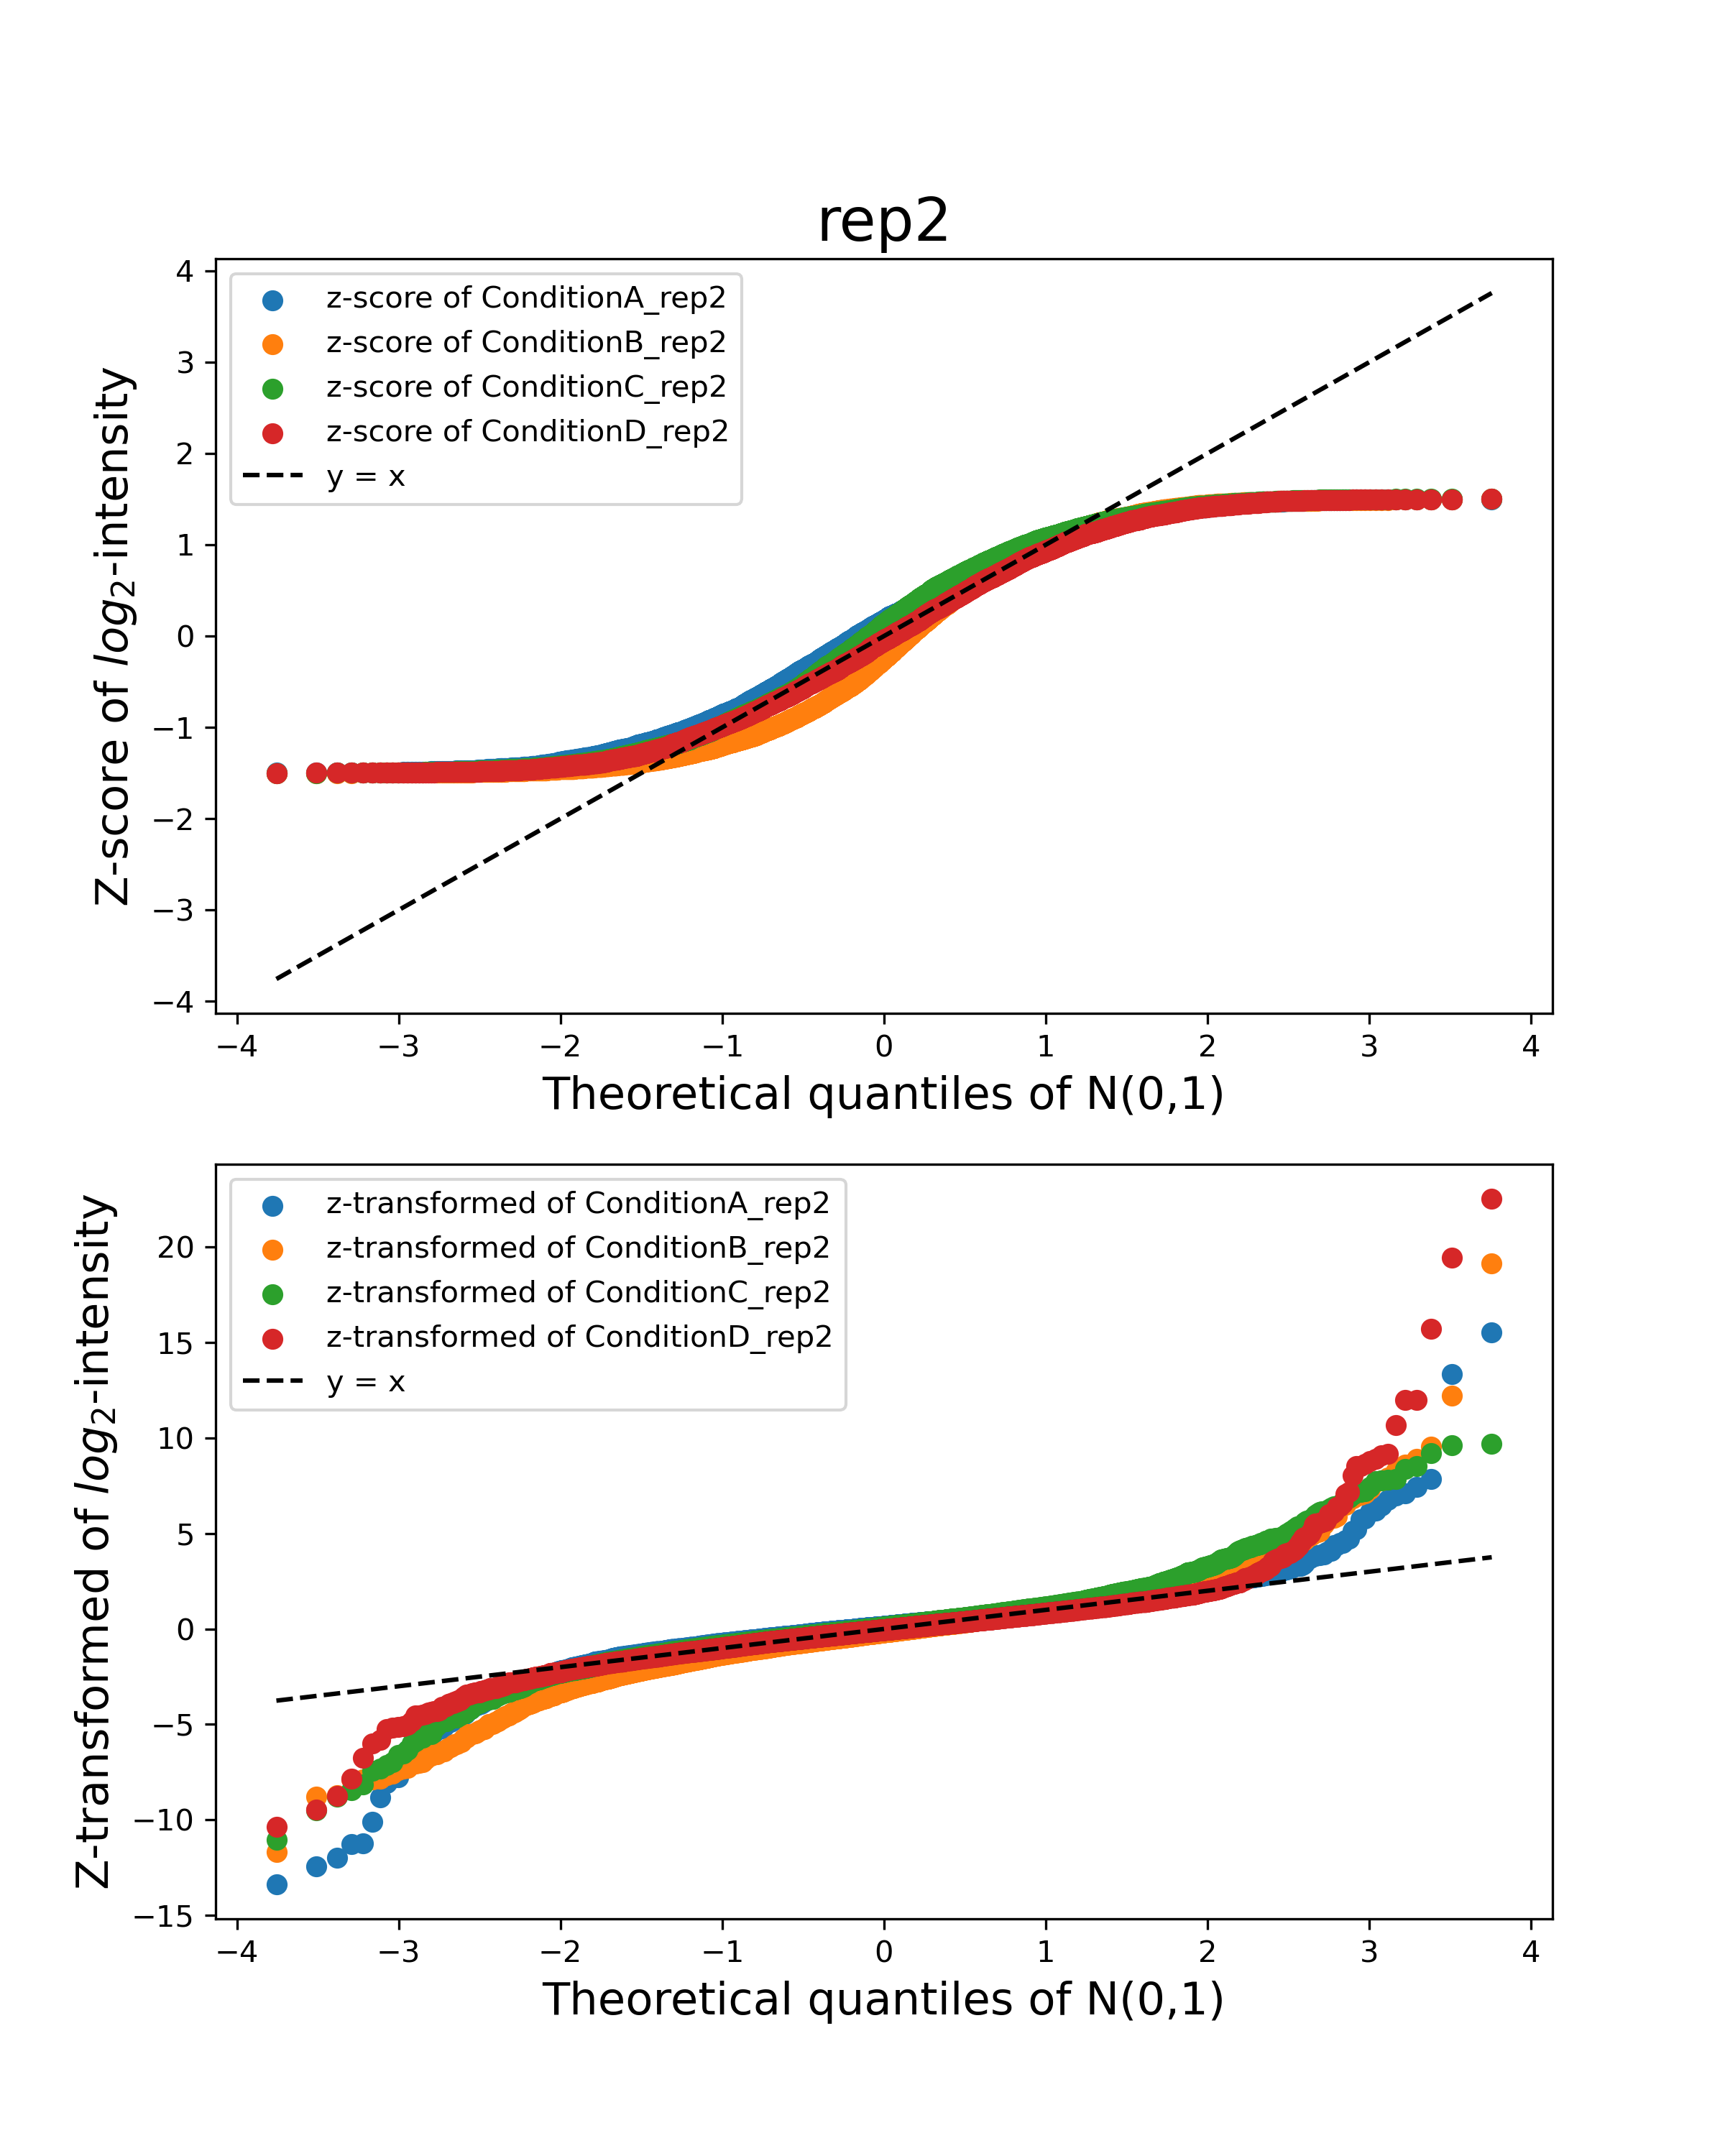 rep2
Z-score of log2-intensity
4
3
2
1
0
−1
−2
−3
−4
z-score of ConditionA_rep2
z-score of ConditionB_rep2
z-score of ConditionC_rep2
z-score of ConditionD_rep2
y = x
−4 −3 −2 −1 0 1 2 3 4
Theoretical quantiles of N(0,1)
Z-transformed of log2-intensity
20
15
10
5
0
−5
−10
−15
z-transformed of ConditionA_rep2
z-transformed of ConditionB_rep2
z-transformed of ConditionC_rep2
z-transformed of ConditionD_rep2
y = x
−4 −3 −2 −1 0 1 2 3 4
Theoretical quantiles of N(0,1)